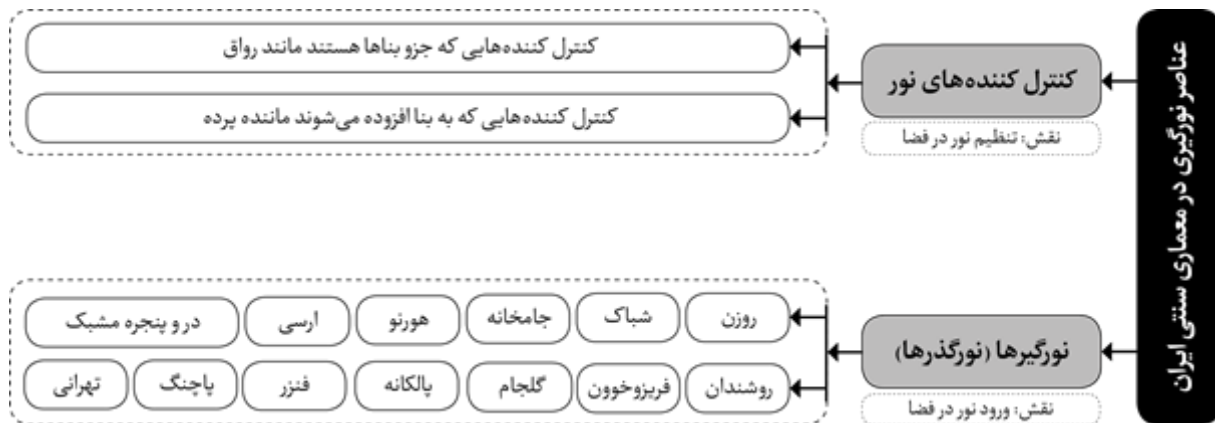 عناصر نورگیری در معماری سنتی ایران
کنترل کننده‌های نور
نقش: تنظیم نور در فضا
کنترل کننده‌هایی که جزو بناها هستند مانند رواق
کنترل کننده‌هایی که به بنا افزوده می‌شوند ماننده پرده
نورگیرها (نورگذرها)
نقش: ورود نور در فضا
روزن
شباک
جامخانه
هورنو
ارسی
در و پنجره مشبک
روشندان
فریزوخوون
گلجام
پالکانه
فنزر
پاچنگ
تهرانی